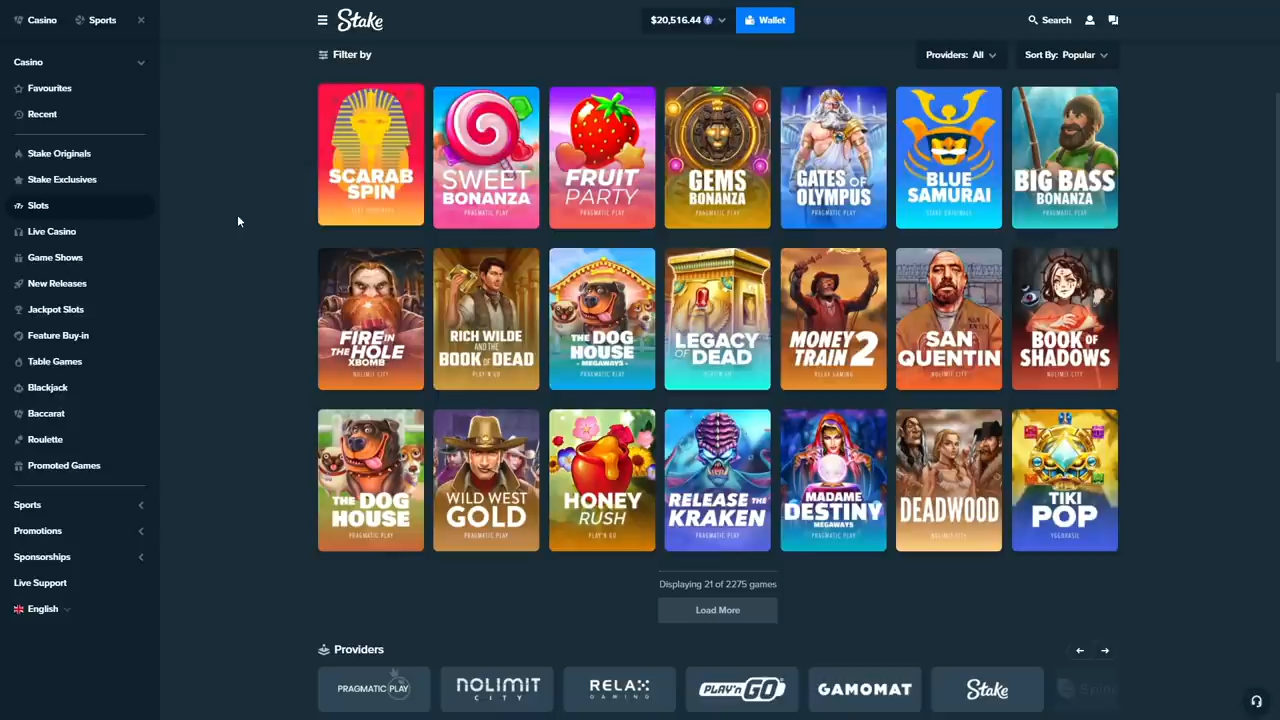 Casino
Sports
Stake
$20,516.44
Wallet
Search
Casino
Favourites
Recent
Stake Originals
Stake Exclusives
Slots
Live Casino
Game Shows
New Releases
Jackpot Slots
Feature Buy-in
Table Games
Blackjack
Baccarat
Roulette
Promoted Games
Sports
Promotions
Sponsorships
Live Support
English
Filter by
Providers: All
Sort By: Popular
SCARAB
SPIN
SWEET
BONANZA
PRAGMATIC PLAY
FRUIT
PARTY
PRAGMATIC PLAY
GEMS
BONANZA
PRAGMATIC PLAY
GATES OF
OLYMPUS
PRAGMATIC PLAY
BLUE
SAMURAI
STAKE ORIGINALS
BIG BASS
BONANZA
PRAGMATIC PLAY
FIRE IN
THE HOLE
XBOMB
NOLIMIT CITY
RICH WILDE
AND THE
BOOK OF DEAD
PLAY'N GO
THE DOG
HOUSE
- MEGAWAYS -
PRAGMATIC PLAY
LEGACY
OF DEAD
PLAY'N GO
MONEY
TRAIN 2
RELAX GAMING
SAN
QUENTIN
NOLIMIT CITY
BOOK OF
SHADOWS
NOLIMIT CITY
THE DOG
HOUSE
PRAGMATIC PLAY
WILD WEST
GOLD
PRAGMATIC PLAY
HONEY
RUSH
PLAY'N GO
RELEASE THE
KRAKEN
PRAGMATIC PLAY
MADAME
DESTINY
MEGAWAYS
PRAGMATIC PLAY
DEADWOOD
NOLIMIT CITY
TIKI
POP
YGGDRASIL
Displaying 21 of 2275 games
Load More
Providers
PRAGMATIC PLAY
NOLIMIT
CITY
RELAX
GAMING
PLAY'n GO
GAMOMAT
Stake